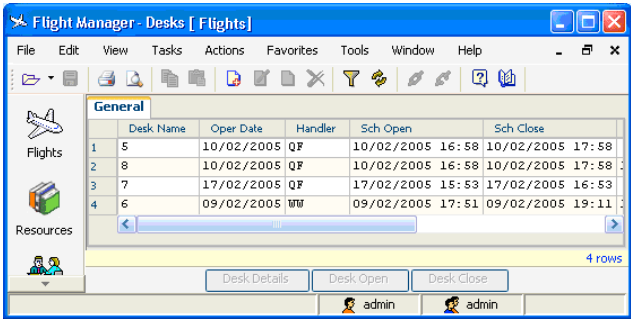 Flight Manager - Desks [ Flights]
File Edit View Tasks Actions Favorites Tools Window Help
General
Desk Name Oper Date Handler Sch Open Sch Close
1 5 10/02/2005 QF 10/02/2005 16:58 10/02/2005 17:58
2 8 10/02/2005 QF 10/02/2005 16:58 10/02/2005 17:58
3 7 17/02/2005 QF 17/02/2005 15:53 17/02/2005 16:53
4 6 09/02/2005 WW 09/02/2005 17:51 09/02/2005 19:11
Flights
Resources
4 rows
Desk Details Desk Open Desk Close
admin admin